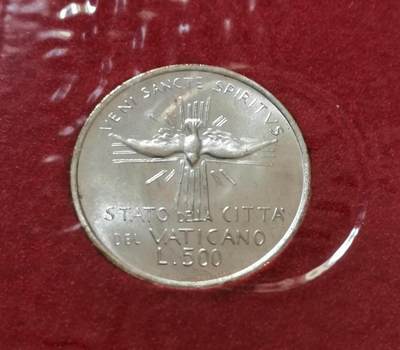 VENI SANCTE SPIRITVS
STATO DELLA CITTA'
DEL VATICANO
L.500